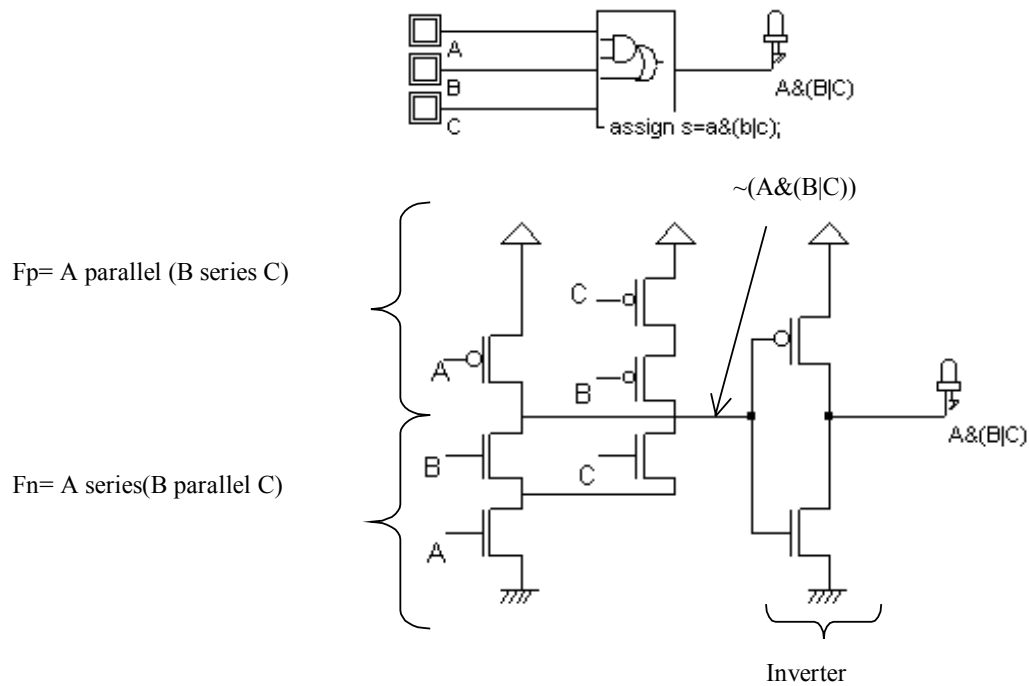 A
B
C
A&(B|C)
assign s=a&(b|c);
~(A&(B|C))
Fp= A parallel (B series C)
C
A
B
A&(B|C)
B
C
Fn= A series(B parallel C)
A
Inverter